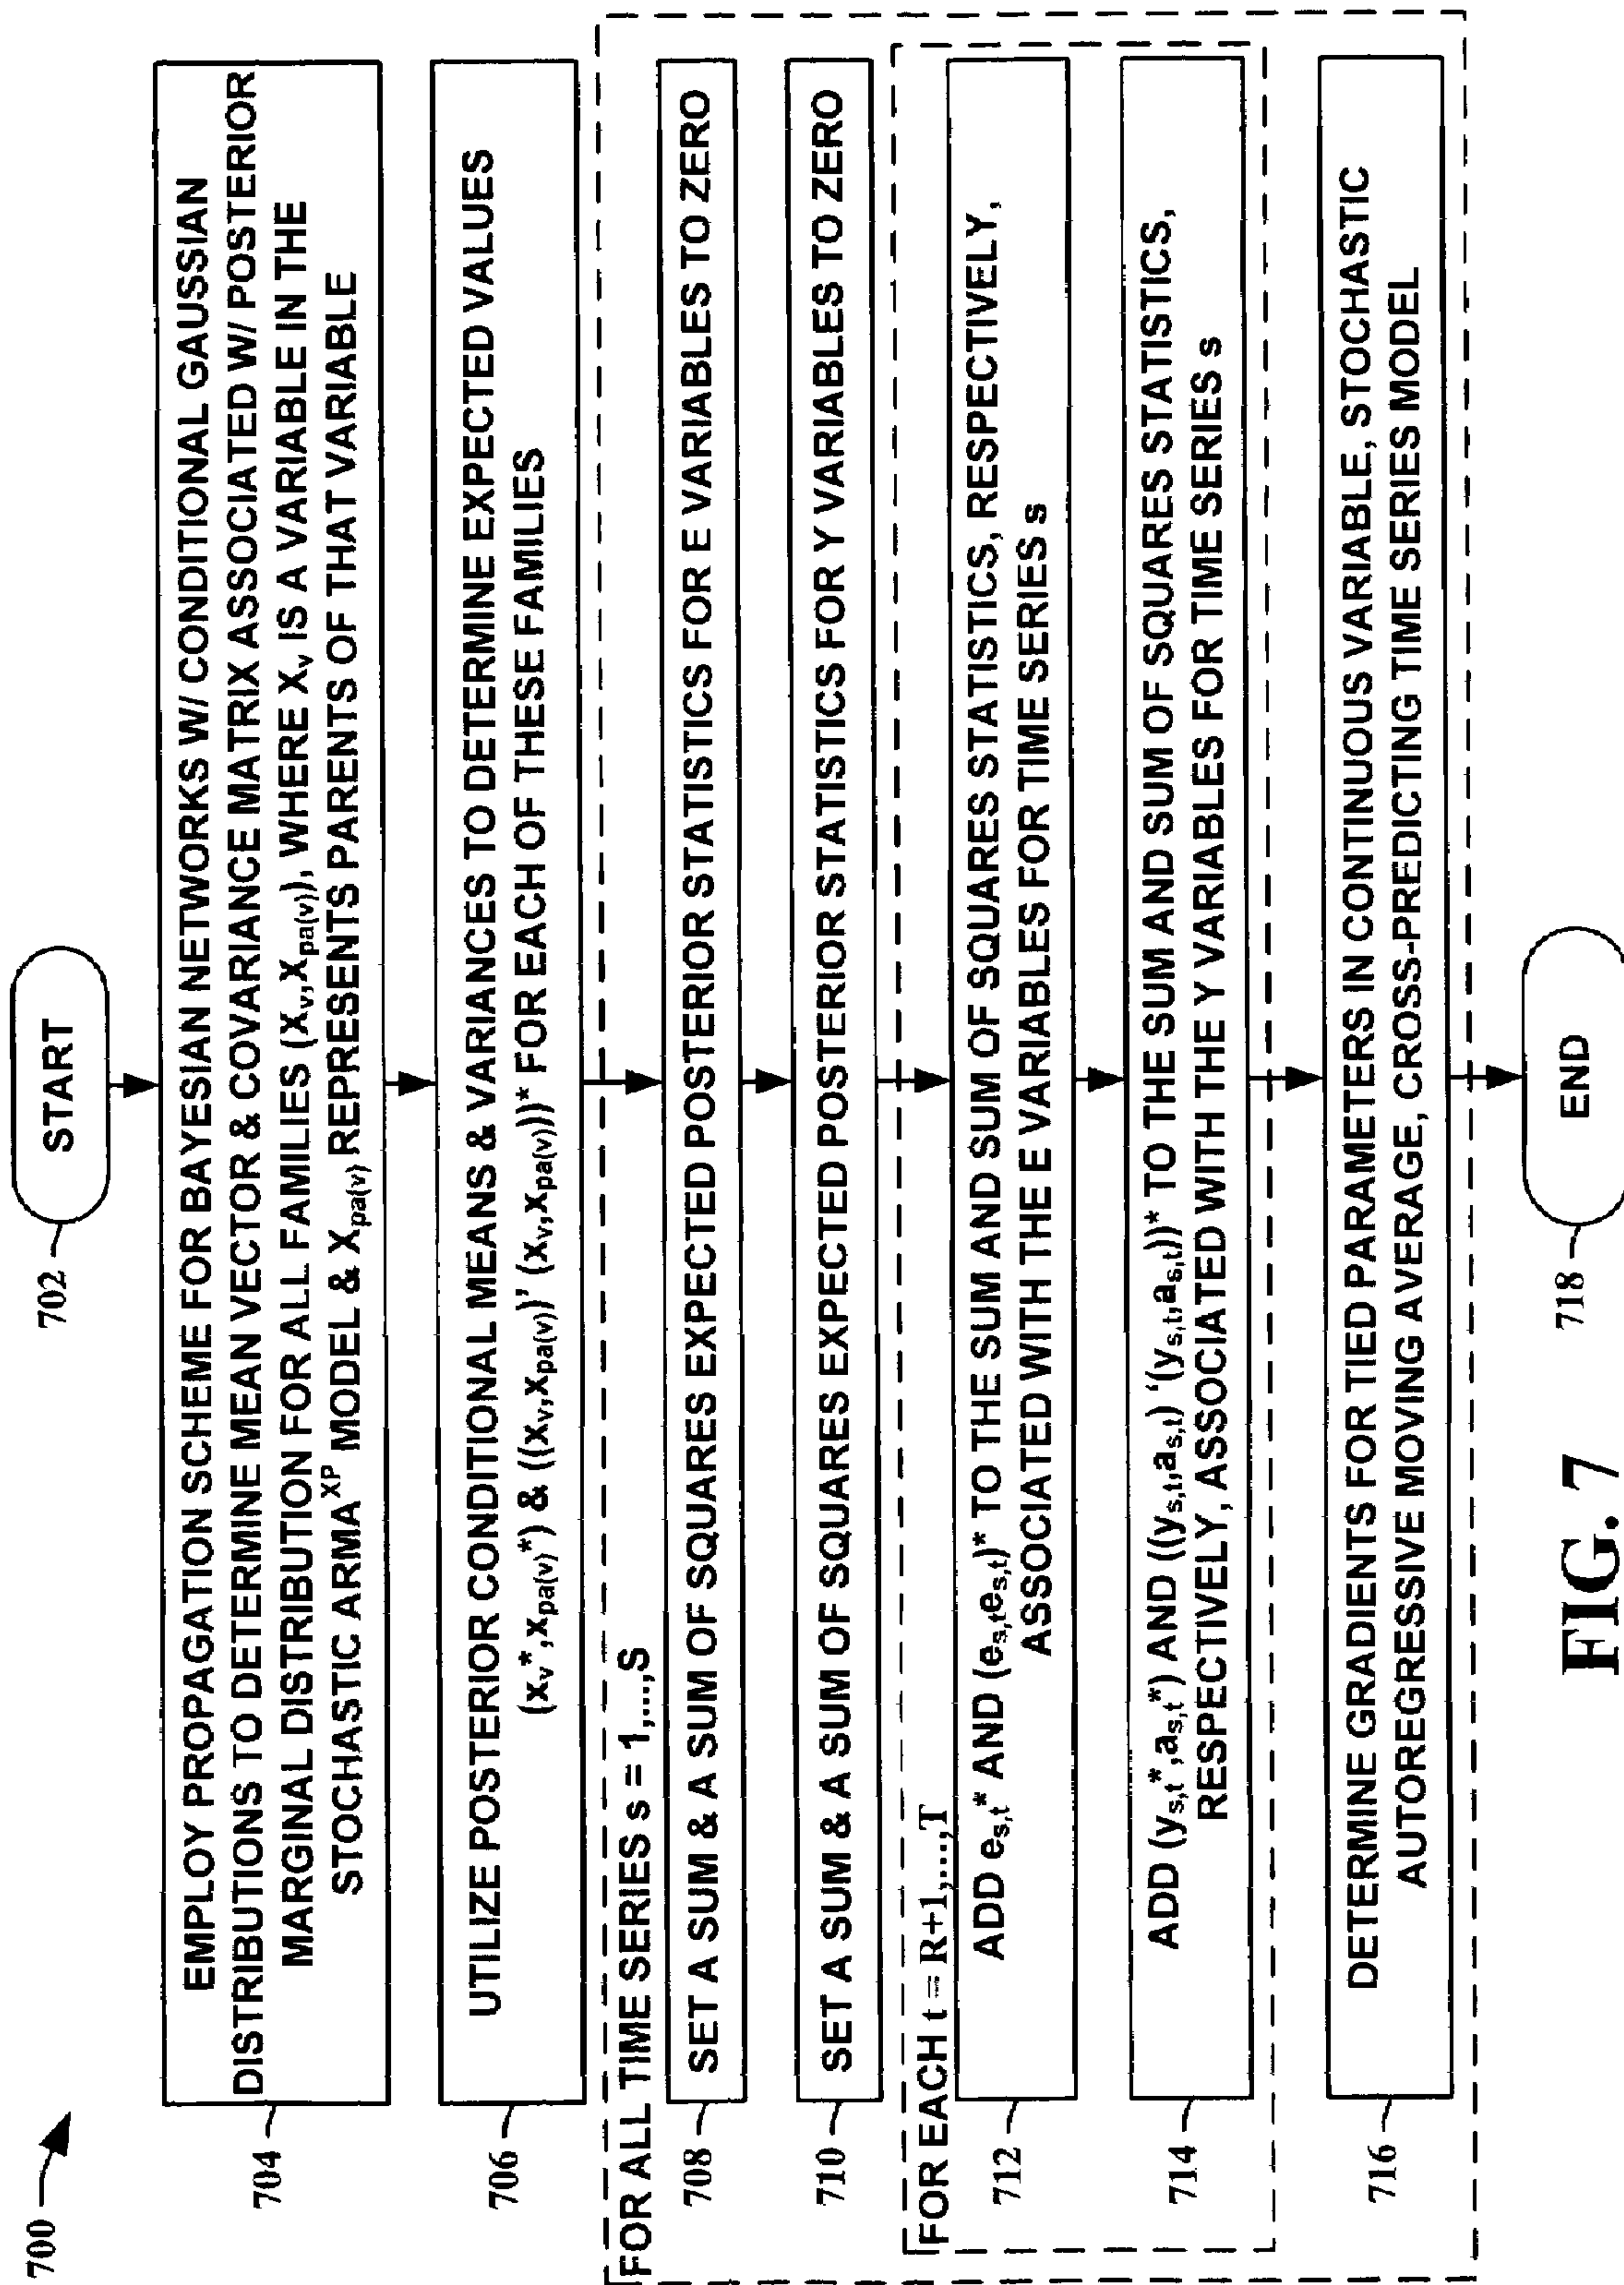 700
START
702
EMPLOY PROPAGATION SCHEME FOR BAYESIAN NETWORKS W/ CONDITIONAL GAUSSIAN
DISTRIBUTIONS TO DETERMINE MEAN VECTOR & COVARIANCE MATRIX ASSOCIATED W/ POSTERIOR
MARGINAL DISTRIBUTION FOR ALL FAMILIES (Xᵥ,X_pa(v)), WHERE Xᵥ IS A VARIABLE IN THE
STOCHASTIC ARMA^XP MODEL & X_pa(v) REPRESENTS PARENTS OF THAT VARIABLE
704
UTILIZE POSTERIOR CONDITIONAL MEANS & VARIANCES TO DETERMINE EXPECTED VALUES
(xᵥ*,x_pa(v)*) & ((xᵥ,x_pa(v))' (xᵥ,x_pa(v)))* FOR EACH OF THESE FAMILIES
706
FOR ALL TIME SERIES s = 1,...,S
SET A SUM & A SUM OF SQUARES EXPECTED POSTERIOR STATISTICS FOR E VARIABLES TO ZERO
708
SET A SUM & A SUM OF SQUARES EXPECTED POSTERIOR STATISTICS FOR Y VARIABLES TO ZERO
710
FOR EACH t = R+1,...,T
ADD e_s,t* AND (e_s,t e_s,t)* TO THE SUM AND SUM OF SQUARES STATISTICS, RESPECTIVELY,
ASSOCIATED WITH THE E VARIABLES FOR TIME SERIES s
712
ADD (y_s,t*,a_s,t*) AND ((y_s,t,a_s,t) '(y_s,t,a_s,t))* TO THE SUM AND SUM OF SQUARES STATISTICS,
RESPECTIVELY, ASSOCIATED WITH THE Y VARIABLES FOR TIME SERIES s
714
DETERMINE GRADIENTS FOR TIED PARAMETERS IN CONTINUOUS VARIABLE, STOCHASTIC
AUTOREGRESSIVE MOVING AVERAGE, CROSS-PREDICTING TIME SERIES MODEL
716
END
718
FIG. 7